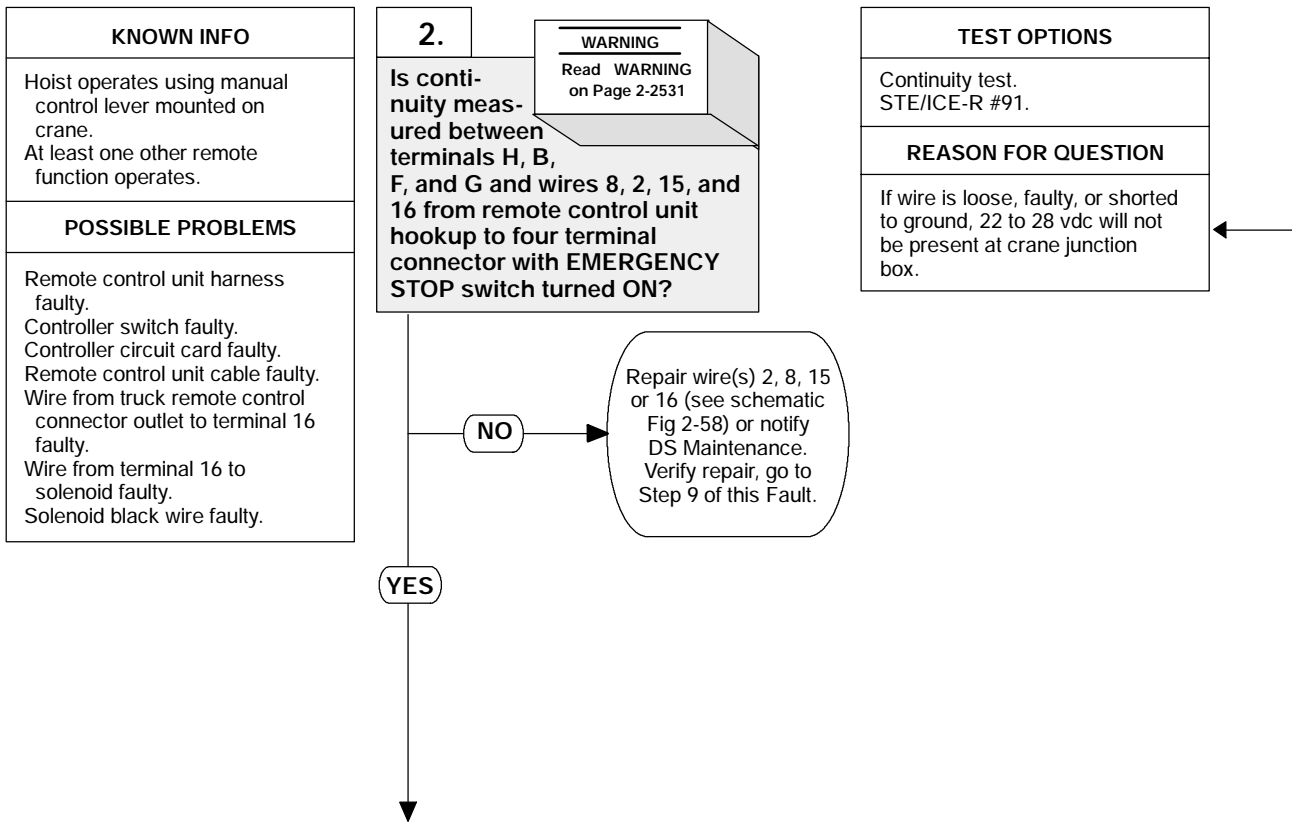 KNOWN INFO
Hoist operates using manual
control lever mounted on
crane.
At least one other remote
function operates.
POSSIBLE PROBLEMS
Remote control unit harness
faulty.
Controller switch faulty.
Controller circuit card faulty.
Remote control unit cable faulty.
Wire from truck remote control
connector outlet to terminal 16
faulty.
Wire from terminal 16 to
solenoid faulty.
Solenoid black wire faulty.
2.
WARNING
Read WARNING
on Page 2-2531
Is conti-
nuity meas-
ured between
terminals H, B,
F, and G and wires 8, 2, 15, and
16 from remote control unit
hookup to four terminal
connector with EMERGENCY
STOP switch turned ON?
NO
Repair wire(s) 2, 8, 15
or 16 (see schematic
Fig 2-58) or notify
DS Maintenance.
Verify repair, go to
Step 9 of this Fault.
YES
TEST OPTIONS
Continuity test.
STE/ICE-R #91.
REASON FOR QUESTION
If wire is loose, faulty, or shorted
to ground, 22 to 28 vdc will not
be present at crane junction
box.